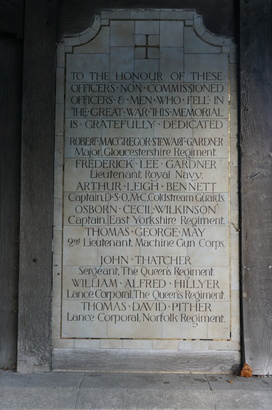 TO THE HONOUR OF THESE
OFFICERS · NON · COMMISSIONED
OFFICERS · & · MEN · WHO · FELL · IN
THE · GREAT · WAR · THIS · MEMORIAL
IS · GRATEFULLY · DEDICATED
ROBERT · MACGREGOR · STEWART · GARDNER
Major, Gloucestershire Regiment.
FREDERICK · LEE · GARDNER
Lieutenant, Royal Navy.
ARTHUR · LEIGH · BENNETT
Captain, D·S·O, M·C, Coldstream Guards.
OSBORN · CECIL · WILKINSON
Captain, East Yorkshire Regiment.
THOMAS · GEORGE · MAY
2nd Lieutenant, Machine Gun Corps.
JOHN · THATCHER
Sergeant, The Queen's Regiment.
WILLIAM · ALFRED · HILLYER
Lance Corporal, The Queen's Regiment.
THOMAS · DAVID · PITHER
Lance Corporal, Norfolk Regiment.